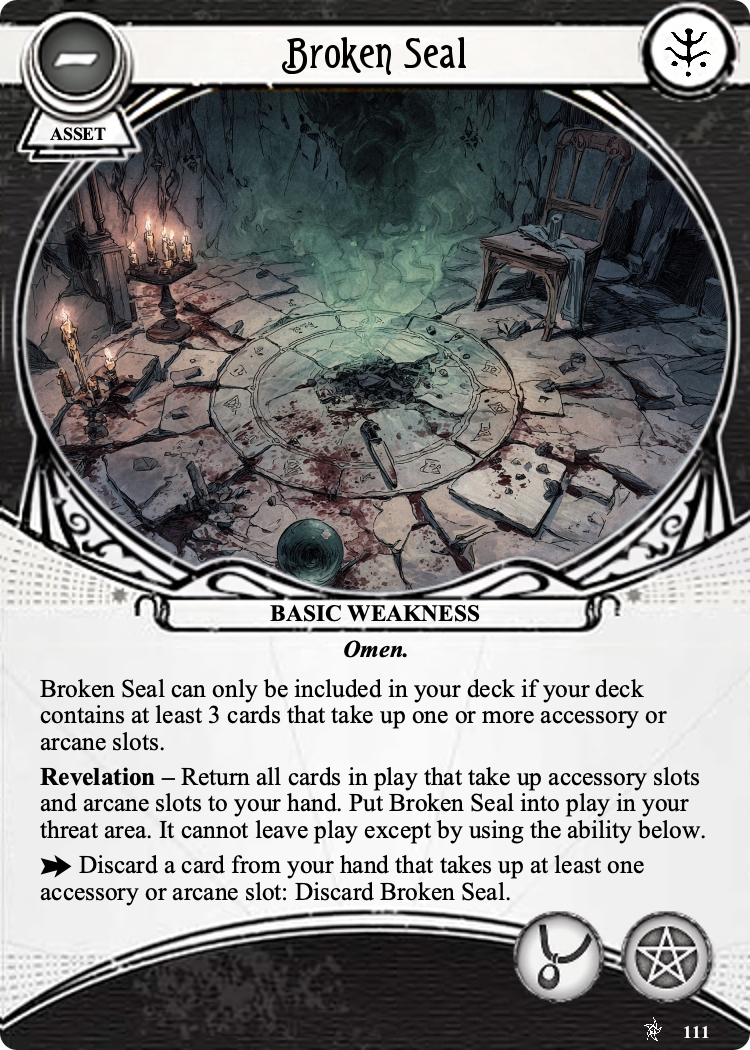 –
Broken Seal
ASSET
BASIC WEAKNESS
Omen.
Broken Seal can only be included in your deck if your deck
contains at least 3 cards that take up one or more accessory or
arcane slots.
Revelation – Return all cards in play that take up accessory slots
and arcane slots to your hand. Put Broken Seal into play in your
threat area. It cannot leave play except by using the ability below.
Discard a card from your hand that takes up at least one
accessory or arcane slot: Discard Broken Seal.
111